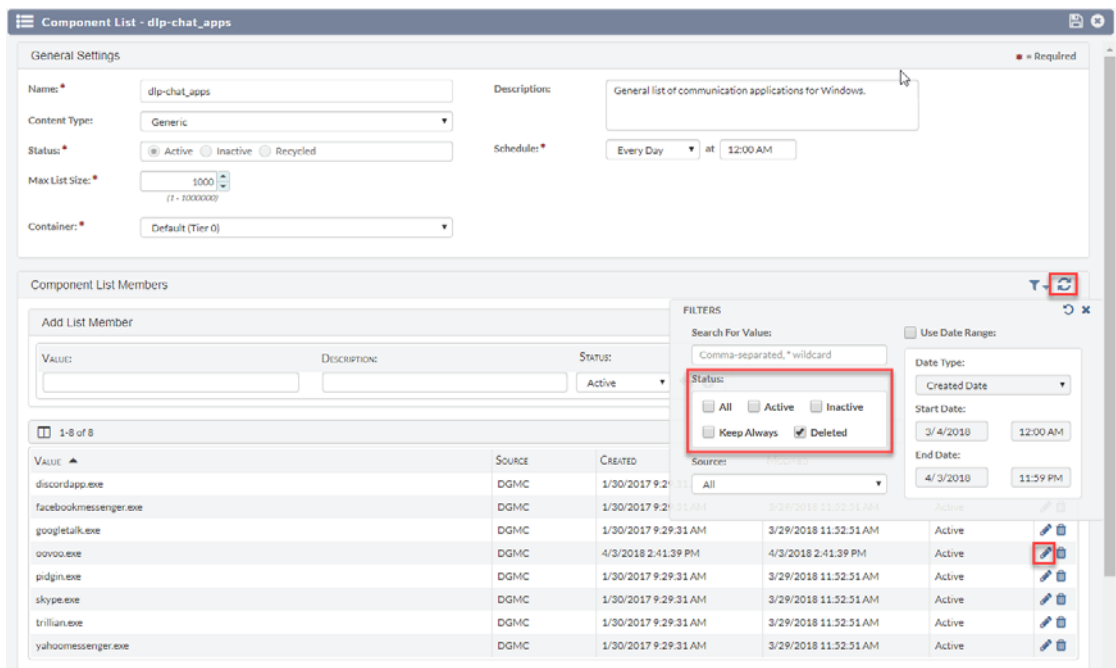 Component List - dlp-chat_apps
General Settings
= Required
Name: *
dlp-chat_apps
Description:
General list of communication applications for Windows.
Content Type:
Generic
Status: *
Active Inactive Recycled
Schedule: *
Every Day at 12:00 AM
Max List Size: *
1000
(1 - 1000000)
Container: *
Default (Tier 0)
Component List Members
Add List Member
VALUE:
DESCRIPTION:
STATUS:
Active
FILTERS
Search For Value:
Comma-separated, * wildcard
Status:
All Active Inactive
Keep Always Deleted
Source:
All
Use Date Range:
Date Type:
Created Date
Start Date:
3/4/2018 12:00 AM
End Date:
4/3/2018 11:59 PM
1-8 of 8
VALUE SOURCE CREATED
discordapp.exe DGMC 1/30/2017 9:29
facebookmessenger.exe DGMC 1/30/2017 9:29 3/29/2018 11:52:51 AM Active
googletalk.exe DGMC 1/30/2017 9:29:31 AM 3/29/2018 11:52:51 AM Active
oovoo.exe DGMC 4/3/2018 2:41:39 PM 4/3/2018 2:41:39 PM Active
pidgin.exe DGMC 1/30/2017 9:29:31 AM 3/29/2018 11:52:51 AM Active
skype.exe DGMC 1/30/2017 9:29:31 AM 3/29/2018 11:52:51 AM Active
trillian.exe DGMC 1/30/2017 9:29:31 AM 3/29/2018 11:52:51 AM Active
yahoomessenger.exe DGMC 1/30/2017 9:29:31 AM 3/29/2018 11:52:51 AM Active